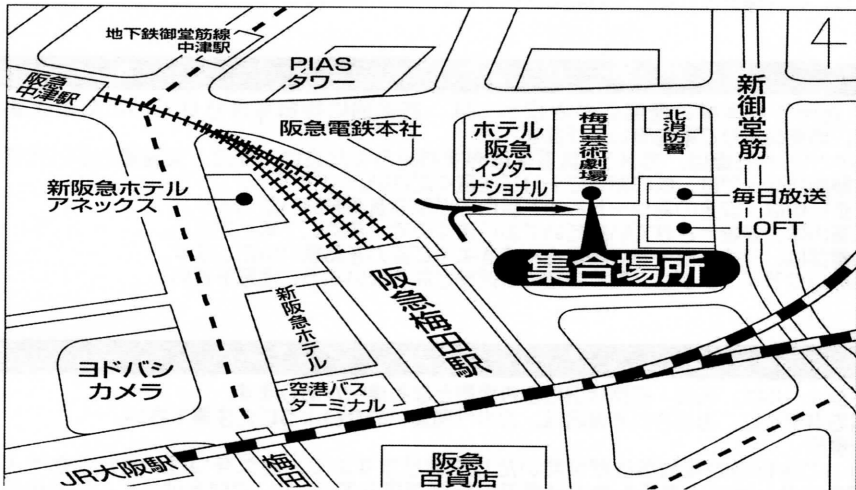 4
地下鉄御堂筋線
中津駅
PIAS
タワー
阪急
中津駅
阪急電鉄本社
ホテル
阪急
インター
ナショナル
梅田芸術劇場
北消防署
新御堂筋
新阪急ホテル
アネックス
毎日放送
LOFT
集合場所
阪急梅田駅
新阪急ホテル
ヨドバシ
カメラ
空港バス
ターミナル
JR大阪駅
梅田
阪急
百貨店